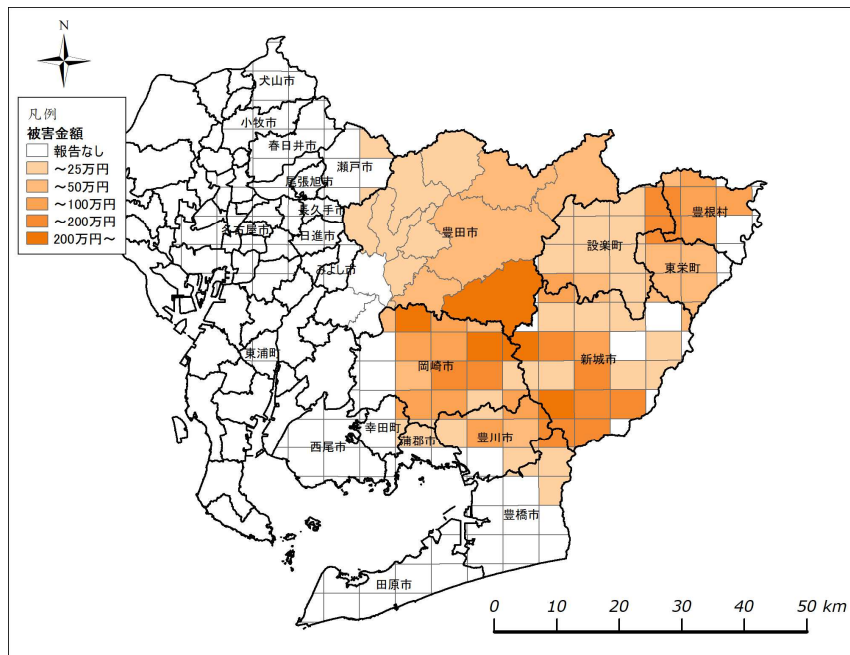 N
凡例
被害金額
報告なし
～25万円
～50万円
～100万円
～200万円
200万円～
犬山市
小牧市
春日井市
瀬戸市
尾張旭市
長久手市
名古屋市
日進市
みよし市
豊田市
設楽町
豊根村
東栄町
東浦町
岡崎市
新城市
幸田町
西尾市
蒲郡市
豊川市
豊橋市
田原市
0 10 20 30 40 50 km